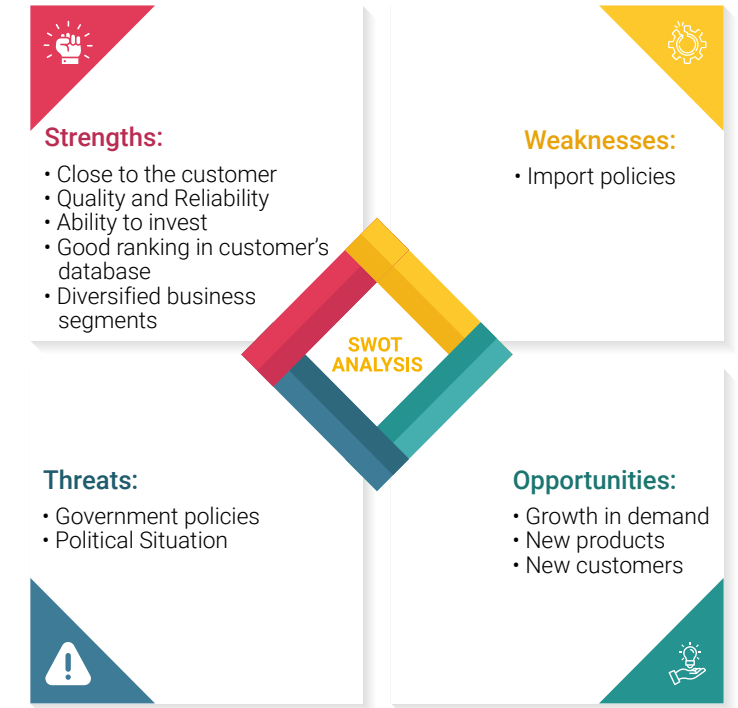 Strengths:
• Close to the customer
• Quality and Reliability
• Ability to invest
• Good ranking in customer’s
database
• Diversified business
segments
Weaknesses:
• Import policies
SWOT
ANALYSIS
Threats:
• Government policies
• Political Situation
Opportunities:
• Growth in demand
• New products
• New customers